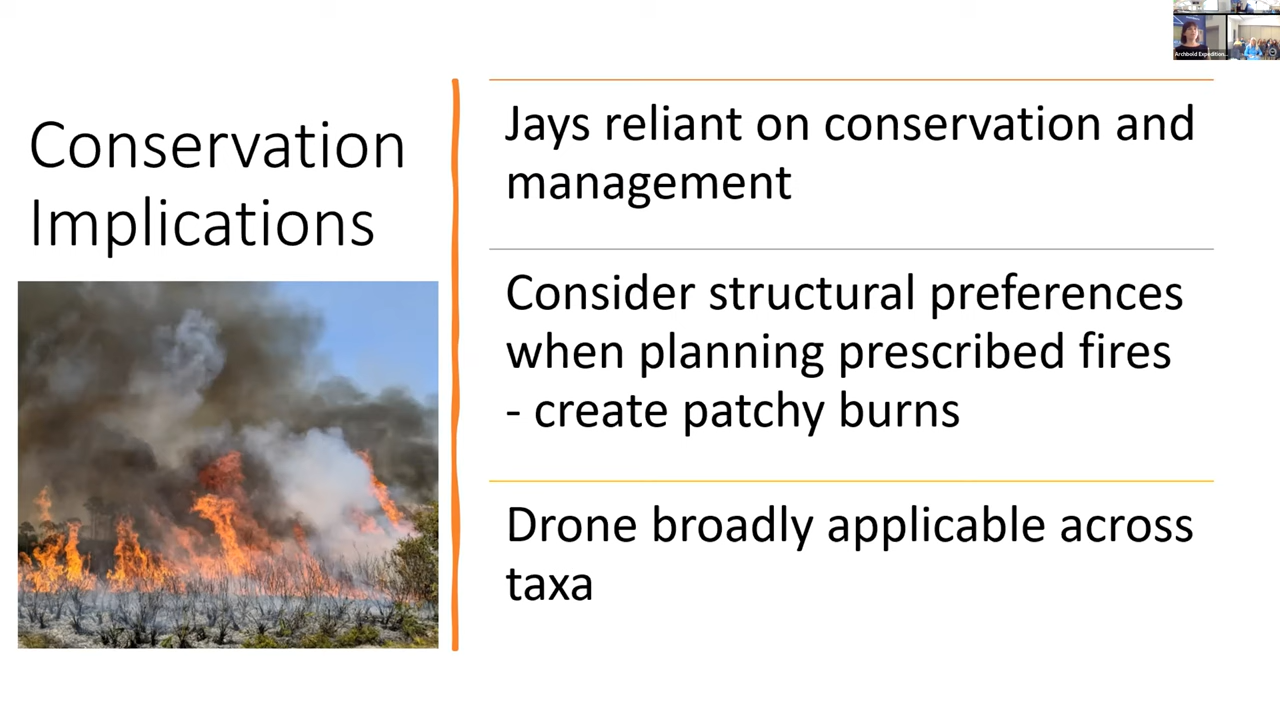 Archbold Expedition...
Conservation
Implications
Jays reliant on conservation and
management
Consider structural preferences
when planning prescribed fires
- create patchy burns
Drone broadly applicable across
taxa